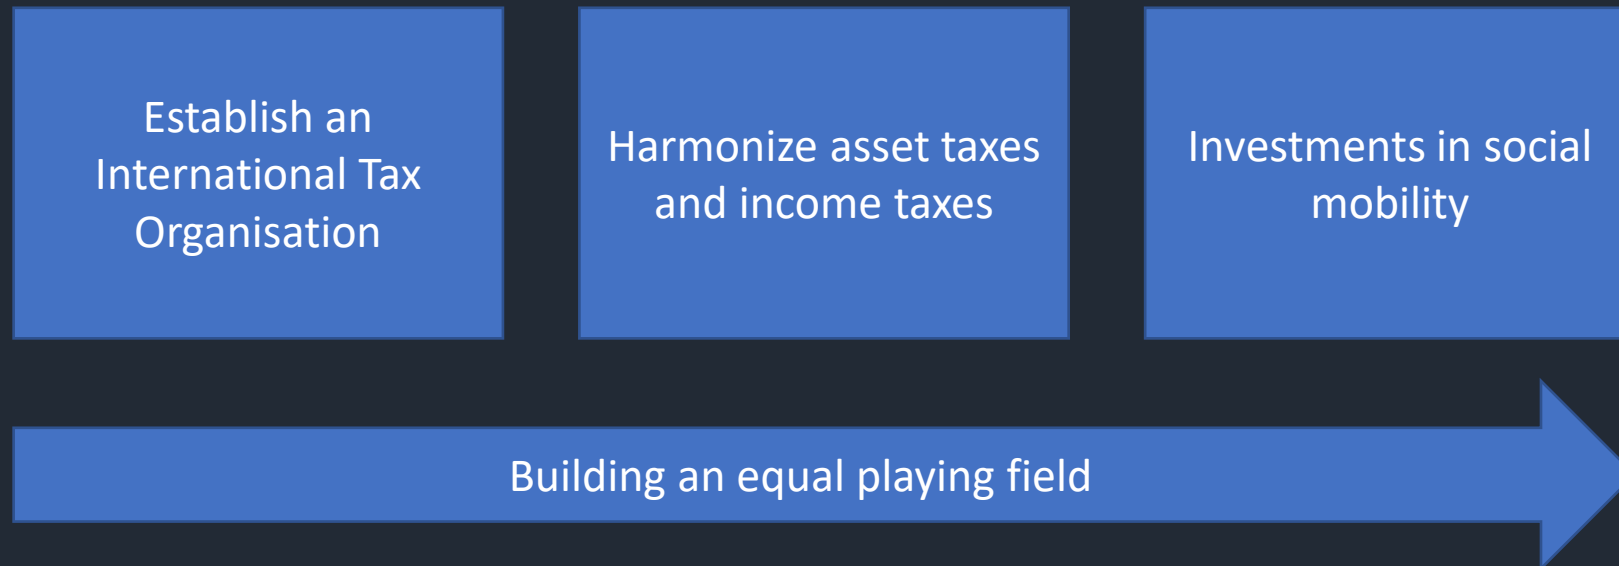 Establish an
International Tax
Organisation
Harmonize asset taxes
and income taxes
Investments in social
mobility
Building an equal playing field